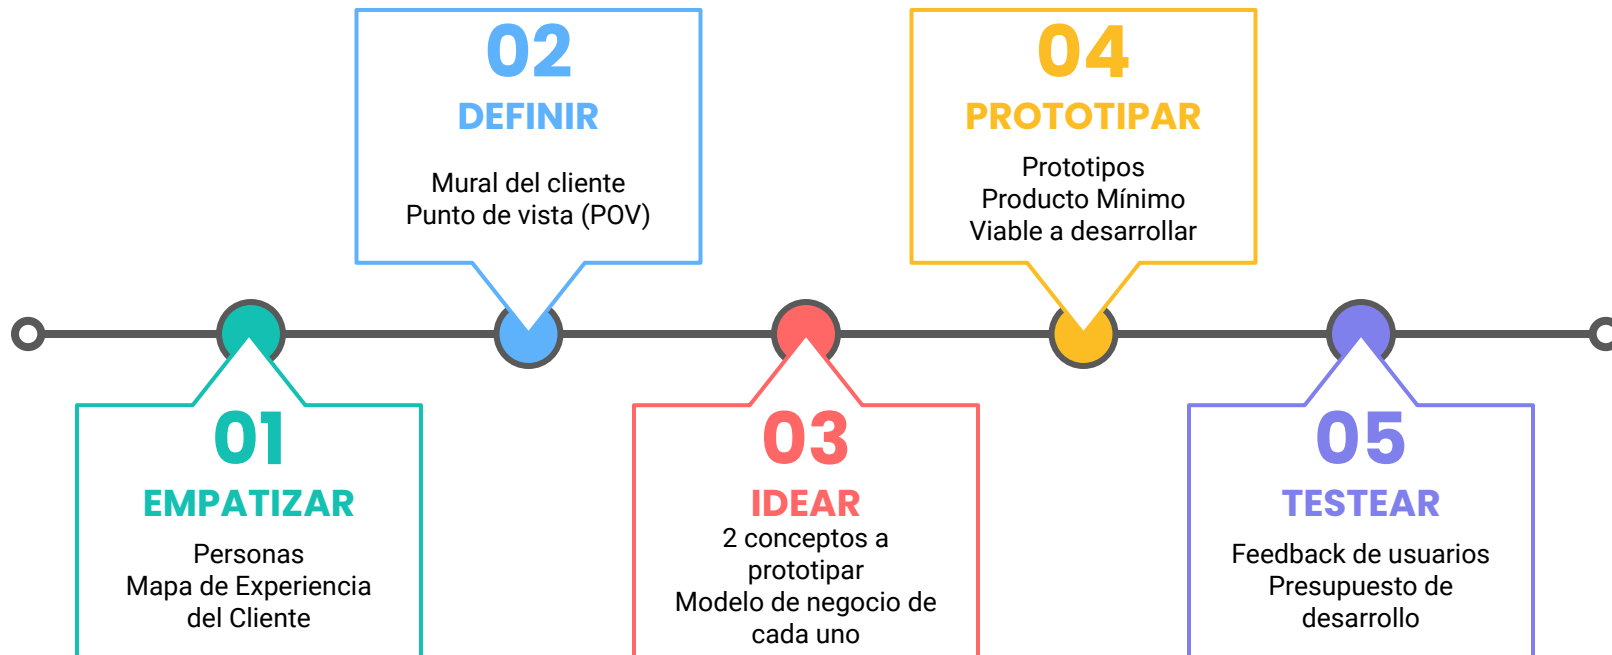 01
EMPATIZAR
Personas
Mapa de Experiencia
del Cliente
02
DEFINIR
Mural del cliente
Punto de vista (POV)
03
IDEAR
2 conceptos a
prototipar
Modelo de negocio de
cada uno
04
PROTOTIPAR
Prototipos
Producto Mínimo
Viable a desarrollar
05
TESTEAR
Feedback de usuarios
Presupuesto de
desarrollo